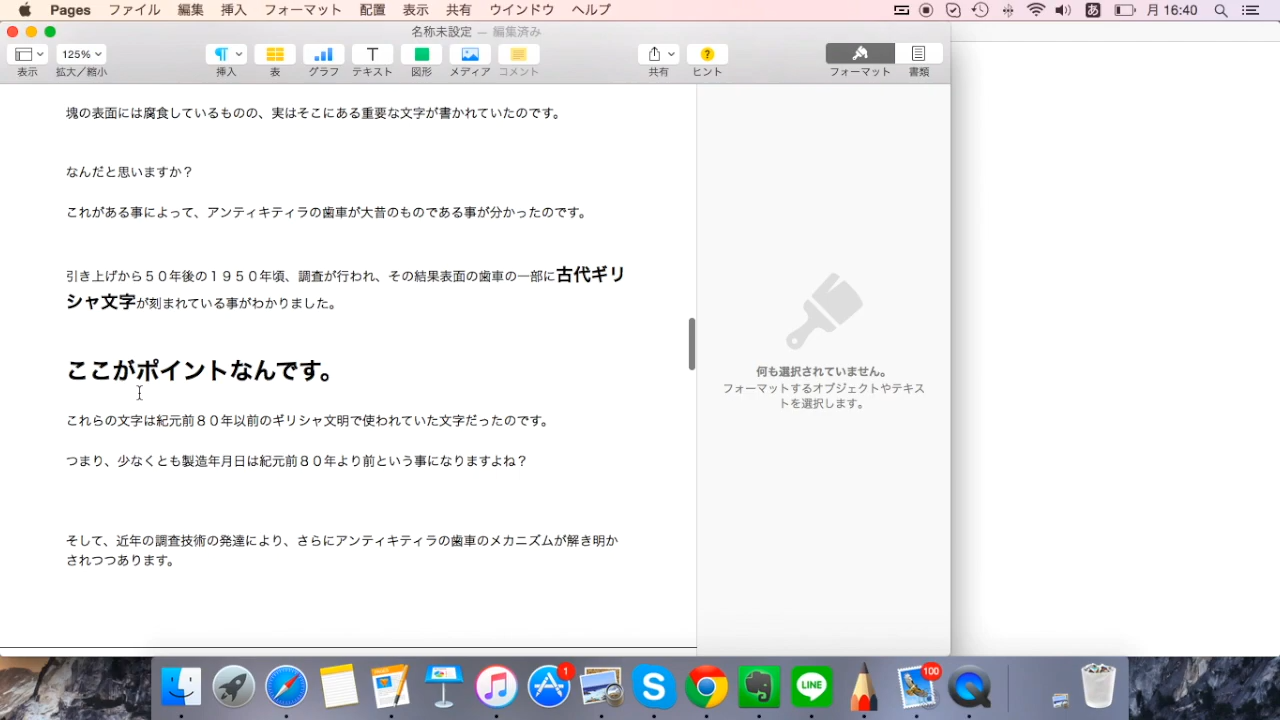 Pages ファイル 編集 挿入 フォーマット 配置 表示 共有 ウインドウ ヘルプ あ 月 16:40
名称未設定 — 編集済み
125%
表示 拡大/縮小 挿入 表 グラフ テキスト 図形 メディア コメント 共有 ヒント フォーマット 書類
塊の表面には腐食しているものの、実はそこにある重要な文字が書かれていたのです。
なんだと思いますか？
これがある事によって、アンティキティラの歯車が大昔のものである事が分かったのです。
引き上げから５０年後の１９５０年頃、調査が行われ、その結果表面の歯車の一部に古代ギリ
シャ文字が刻まれている事がわかりました。
ここがポイントなんです。
これらの文字は紀元前８０年以前のギリシャ文明で使われていた文字だったのです。
つまり、少なくとも製造年月日は紀元前８０年より前という事になりますよね？
そして、近年の調査技術の発達により、さらにアンティキティラの歯車のメカニズムが解き明か
されつつあります。
何も選択されていません。
フォーマットするオブジェクトやテキス
トを選択します。
1
LINE
100